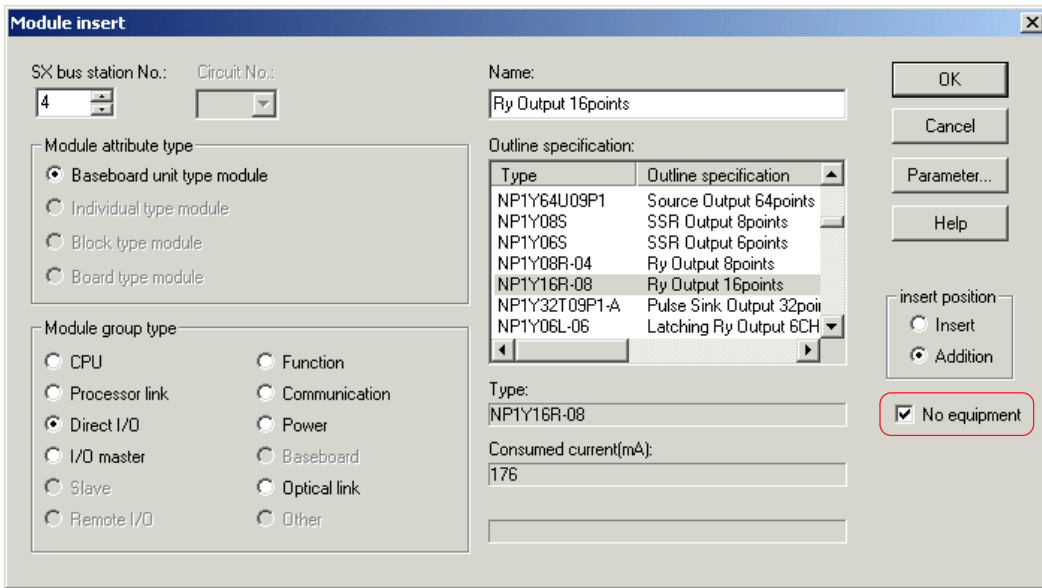 Module insert
SX bus station No.:
Circuit No.:
4
Module attribute type
Baseboard unit type module
Individual type module
Block type module
Board type module
Module group type
CPU
Function
Processor link
Communication
Direct I/O
Power
I/O master
Baseboard
Slave
Optical link
Remote I/O
Other
Name:
Ry Output 16points
Outline specification:
Type Outline specification
NP1Y64U09P1 Source Output 64points
NP1Y08S SSR Output 8points
NP1Y06S SSR Output 6points
NP1Y08R-04 Ry Output 8points
NP1Y16R-08 Ry Output 16points
NP1Y32T09P1-A Pulse Sink Output 32poi
NP1Y06L-06 Latching Ry Output 6CH
Type:
NP1Y16R-08
Consumed current(mA):
176
OK
Cancel
Parameter...
Help
insert position
Insert
Addition
No equipment